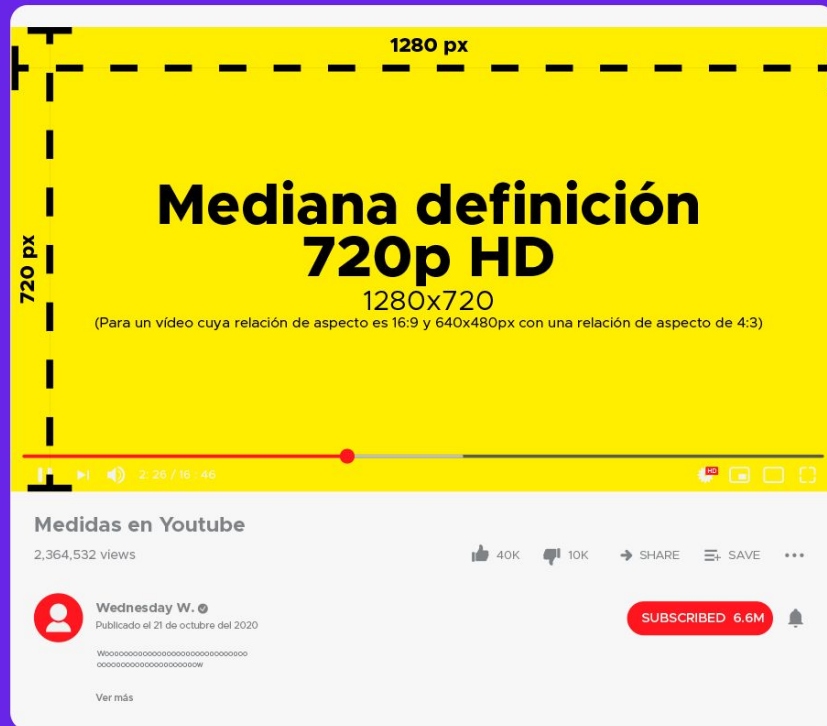 1280 px
720 px
Mediana definición
720p HD
1280x720
(Para un vídeo cuya relación de aspecto es 16:9 y 640x480px con una relación de aspecto de 4:3)
2: 26 / 16 : 46
HD
Medidas en Youtube
2,364,532 views
40K
10K
SHARE
SAVE
Wednesday W.
SUBSCRIBED 6.6M
Publicado el 21 de octubre del 2020
Ver más